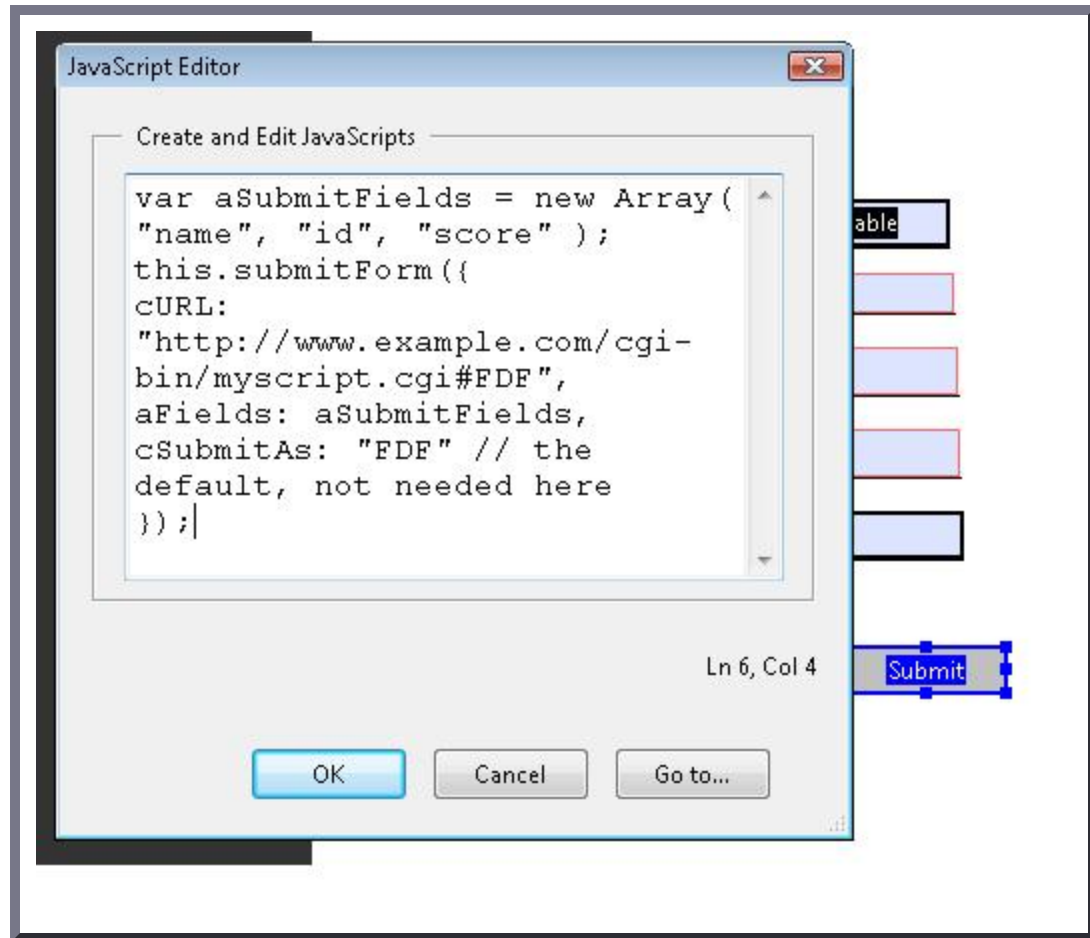 JavaScript Editor
Create and Edit JavaScripts
var aSubmitFields = new Array(
"name", "id", "score" );
this.submitForm({
cURL:
"http://www.example.com/cgi-
bin/myscript.cgi#FDF",
aFields: aSubmitFields,
cSubmitAs: "FDF" // the
default, not needed here
});
able
Ln 6, Col 4
Submit
OK
Cancel
Go to...